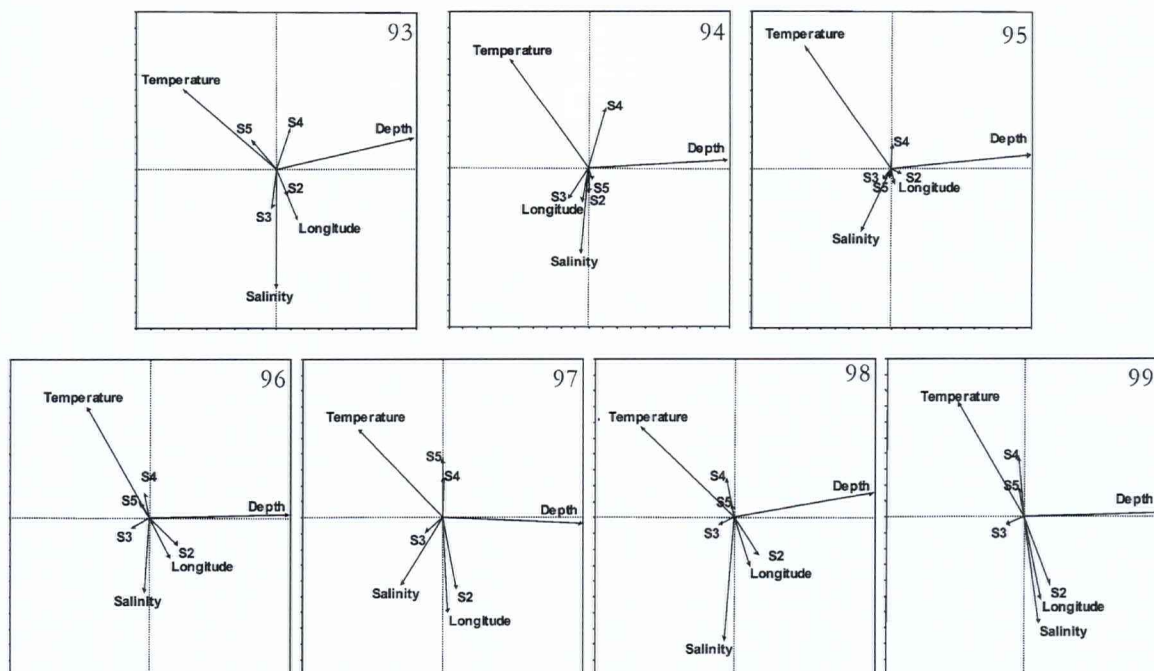 93
Temperature
S5
S4
Depth
S2
S3
Longitude
Salinity
94
Temperature
S4
Depth
S5
S3
S2
Longitude
Salinity
95
Temperature
S4
Depth
S3
S2
S5
Longitude
Salinity
96
Temperature
S4
S5
Depth
S3
S2
Longitude
Salinity
97
Temperature
S5
S4
Depth
S3
Salinity
S2
Longitude
98
Temperature
S4
S5
Depth
S3
S2
Longitude
Salinity
99
Temperature
S4
S5
Depth
S3
S2
Longitude
Salinity